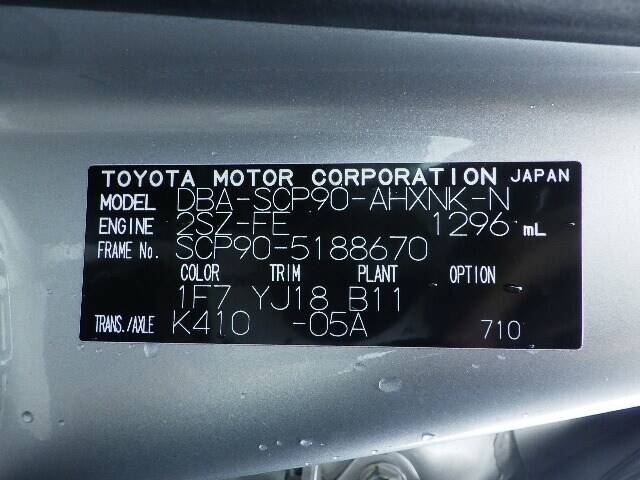 TOYOTA MOTOR CORPORATION JAPAN
MODEL DBA-SCP90-AHXNK-N
ENGINE 2SZ-FE 1296 mL
FRAME No. SCP90-5188670
COLOR TRIM PLANT OPTION
1F7 YJ18 B11
TRANS./AXLE K410 -05A 710